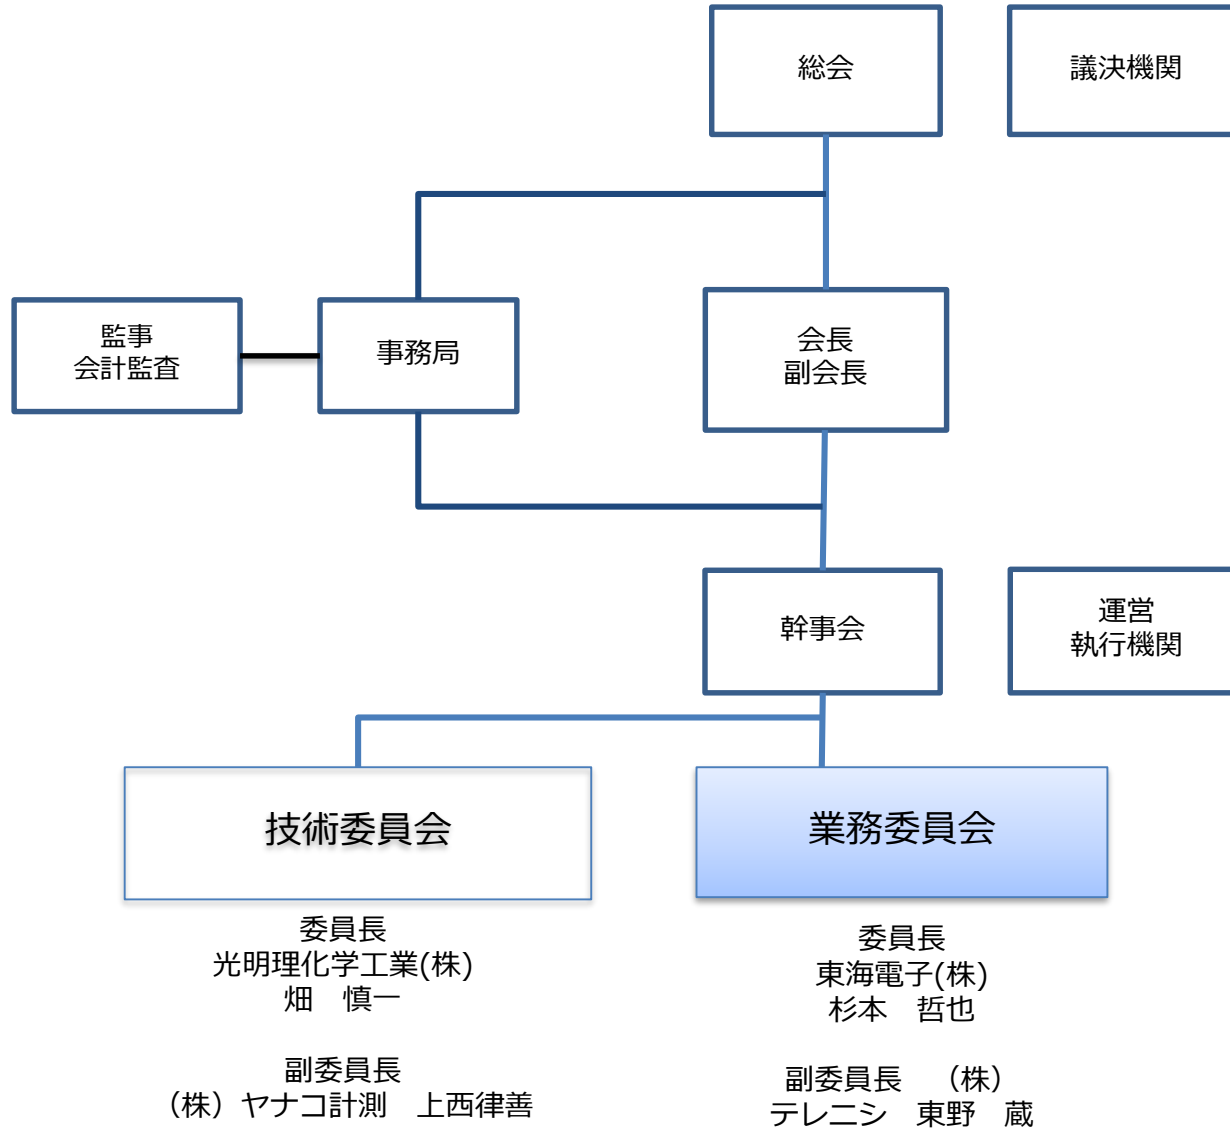 総会
議決機関
監事
会計監査
事務局
会長
副会長
幹事会
運営
執行機関
技術委員会
業務委員会
委員長
光明理化学工業(株)
畑　慎一
副委員長
（株）ヤナコ計測　上西律善
委員長
東海電子(株)
杉本　哲也
副委員長　（株）
テレニシ　東野　蔵